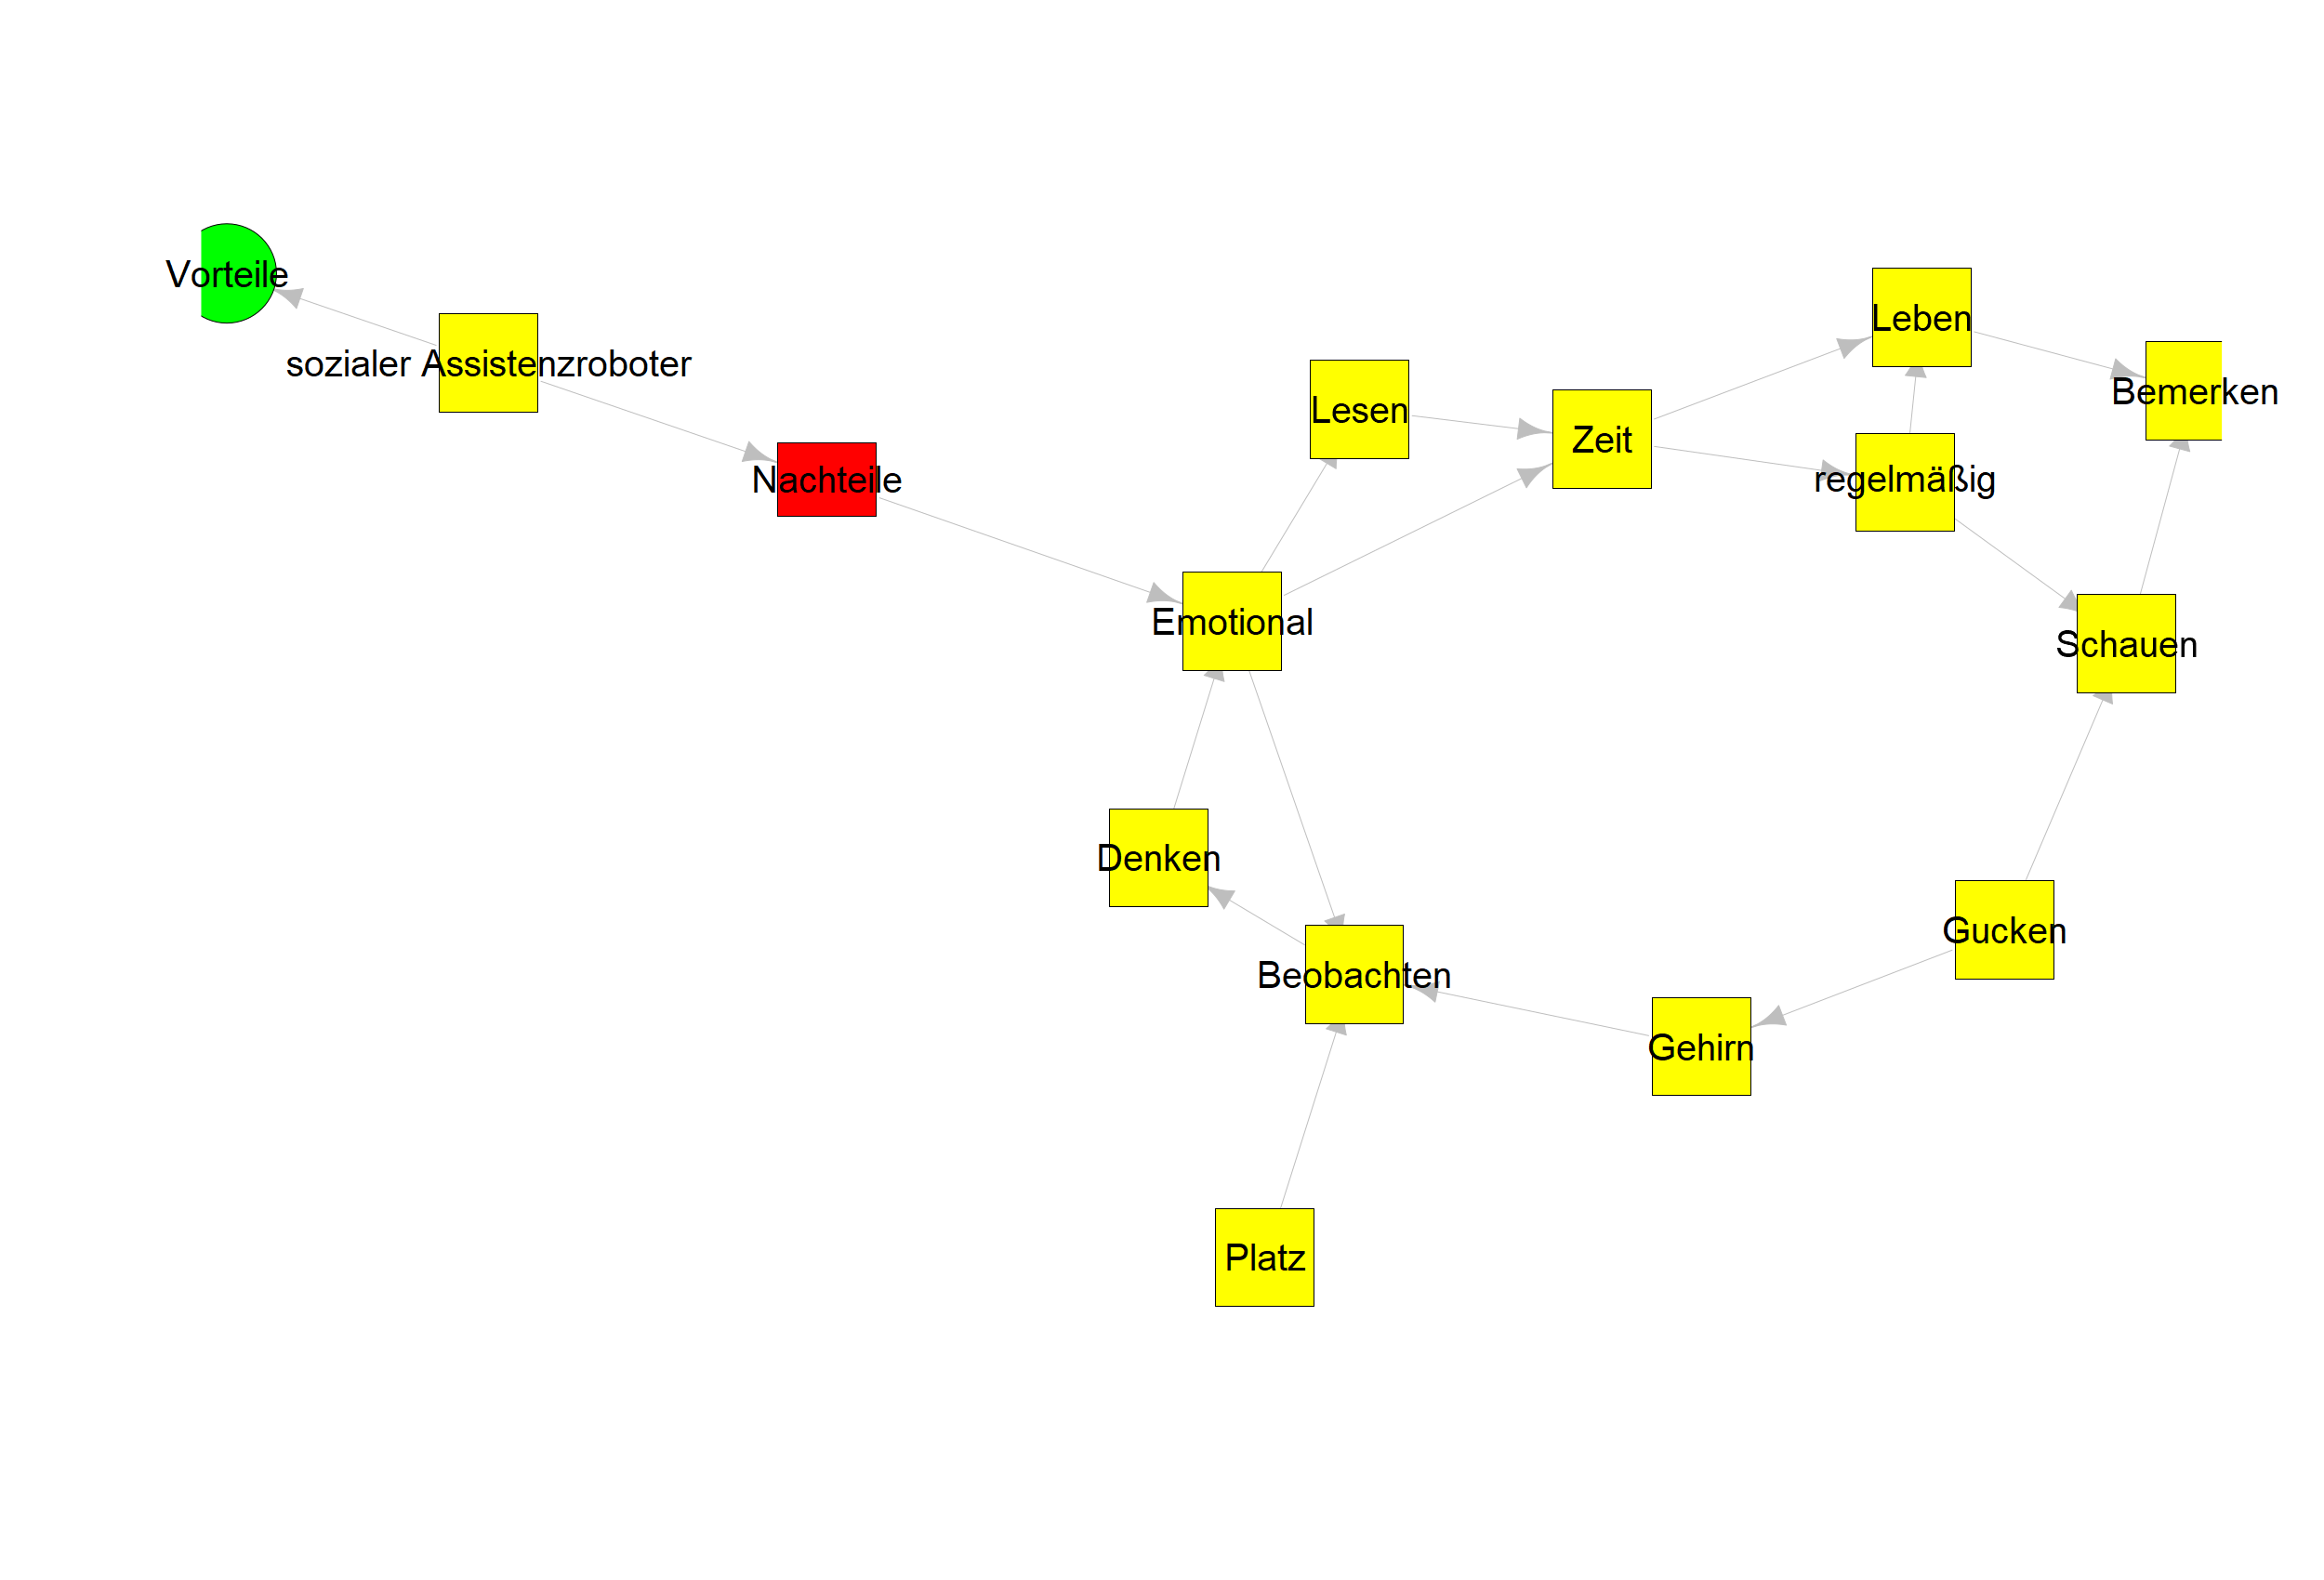 Vorteile
Leben
sozialer Assistenzroboter
Bemerken
Lesen
Zeit
Nachteile
regelmäßig
Emotional
Schauen
Denken
Gucken
Beobachten
Gehirn
Platz